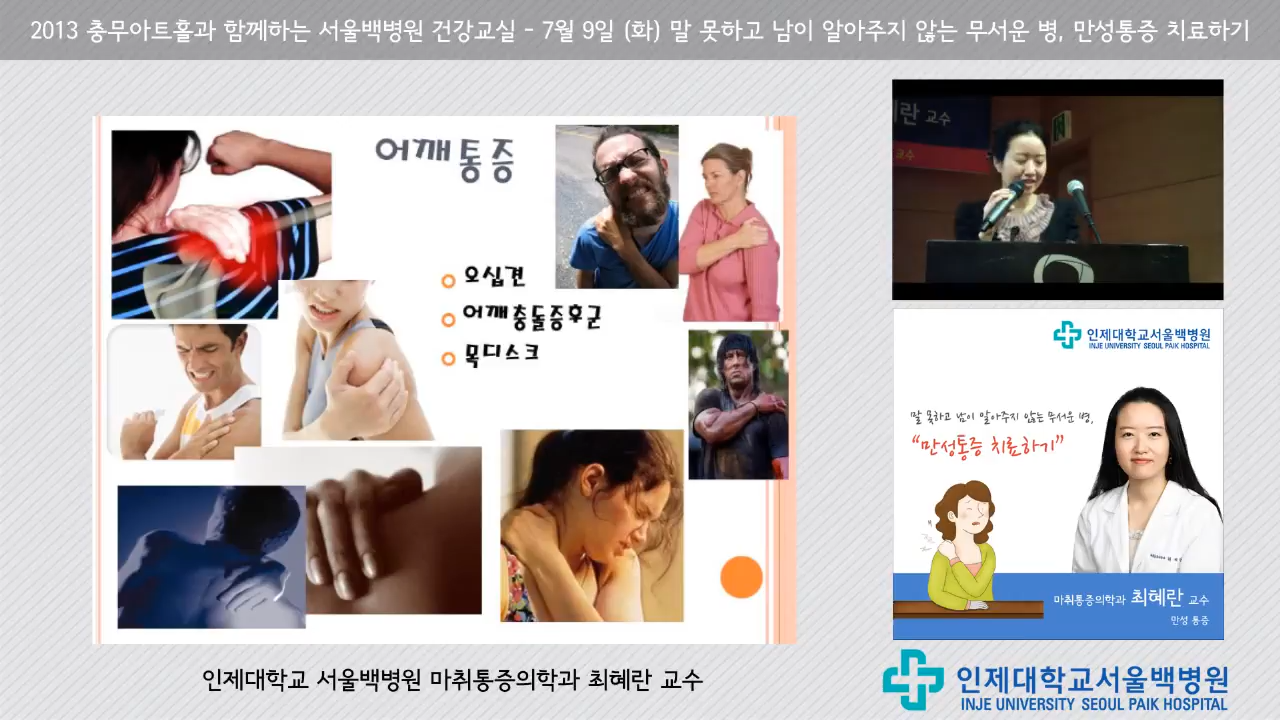 2013 충무아트홀과 함께하는 서울백병원 건강교실 - 7월 9일 (화) 말 못하고 남이 알아주지 않는 무서운 병, 만성통증 치료하기
어깨통증
오십견
어깨충돌증후군
목디스크
란 교수
교수
인제대학교서울백병원
INJE UNIVERSITY SEOUL PAIK HOSPITAL
말 못하고 남이 알아주지 않는 무서운 병,
“만성통증 치료하기”
마취통증의학과 최혜란 교수
만성 통증
인제대학교 서울백병원 마취통증의학과 최혜란 교수
인제대학교서울백병원
INJE UNIVERSITY SEOUL PAIK HOSPITAL